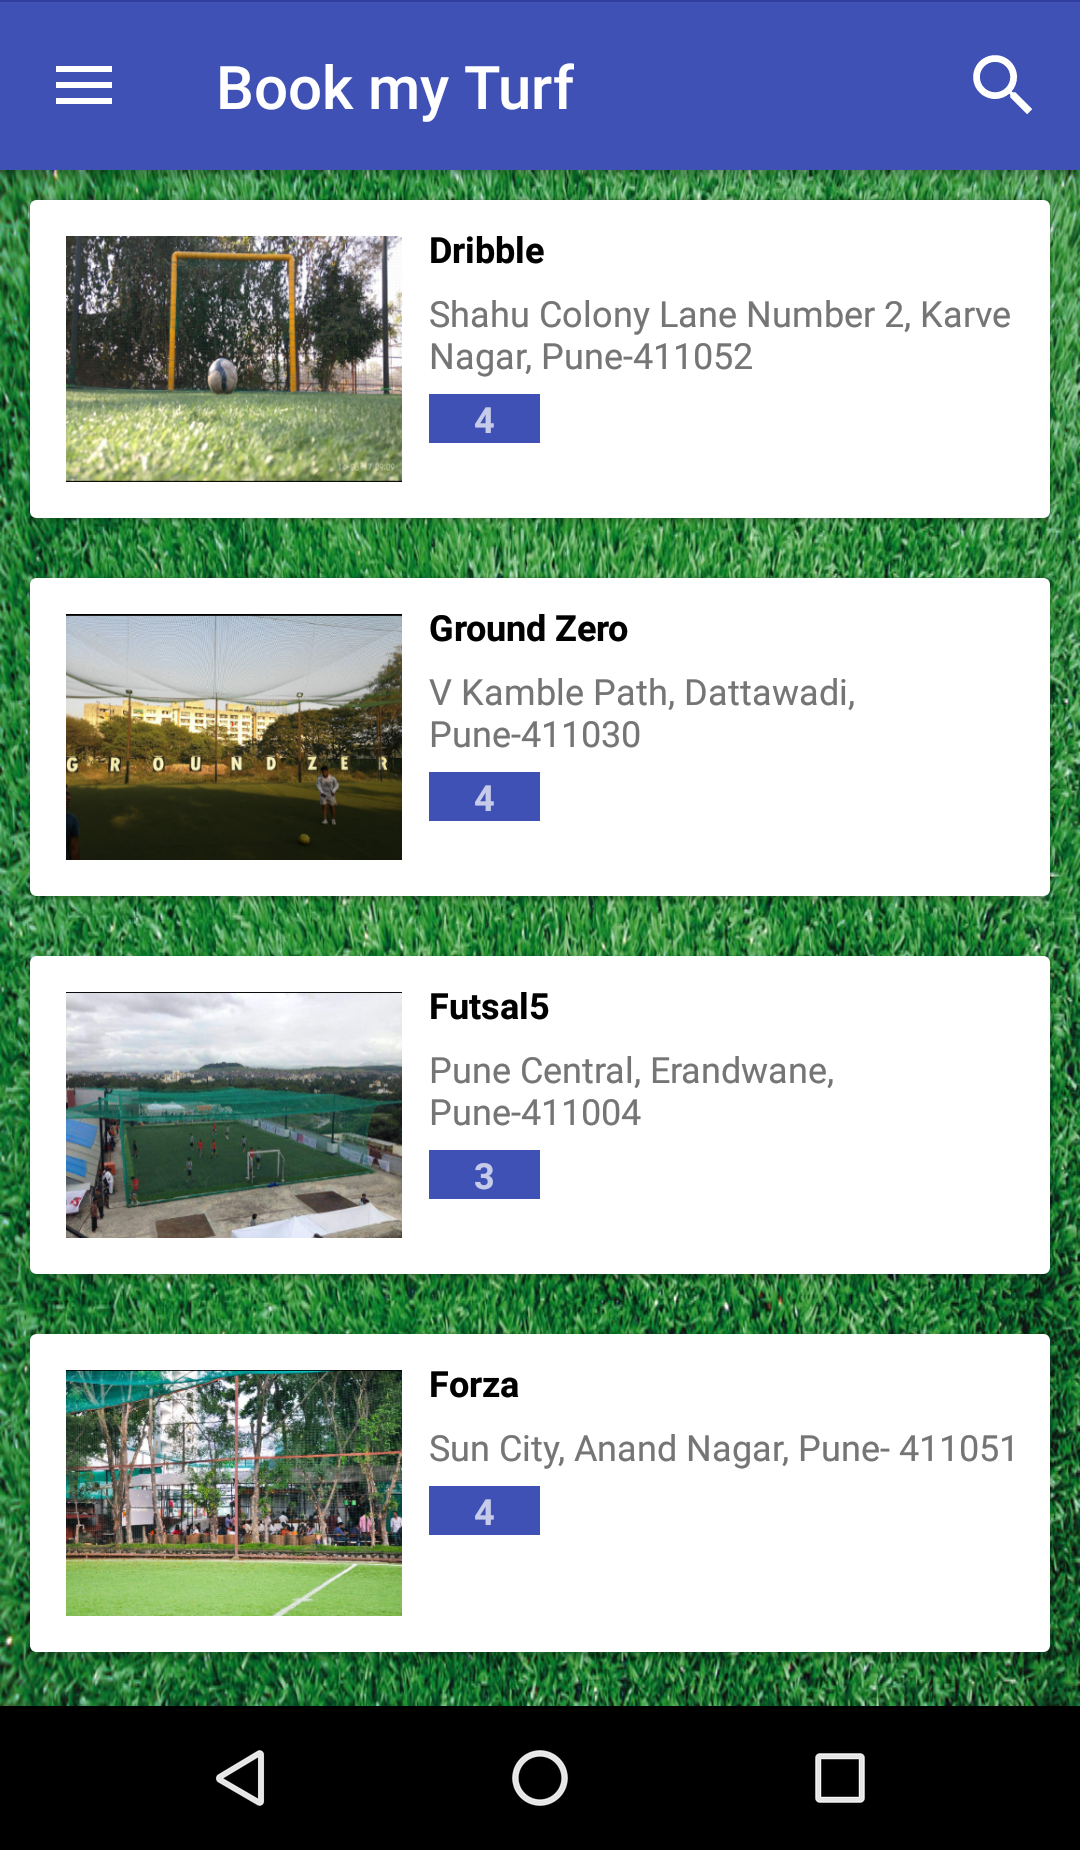 Book my Turf
Dribble
Shahu Colony Lane Number 2, Karve
Nagar, Pune-411052
4
Ground Zero
V Kamble Path, Dattawadi,
Pune-411030
4
G R O U N D Z E R
Futsal5
Pune Central, Erandwane,
Pune-411004
3
Forza
Sun City, Anand Nagar, Pune- 411051
4